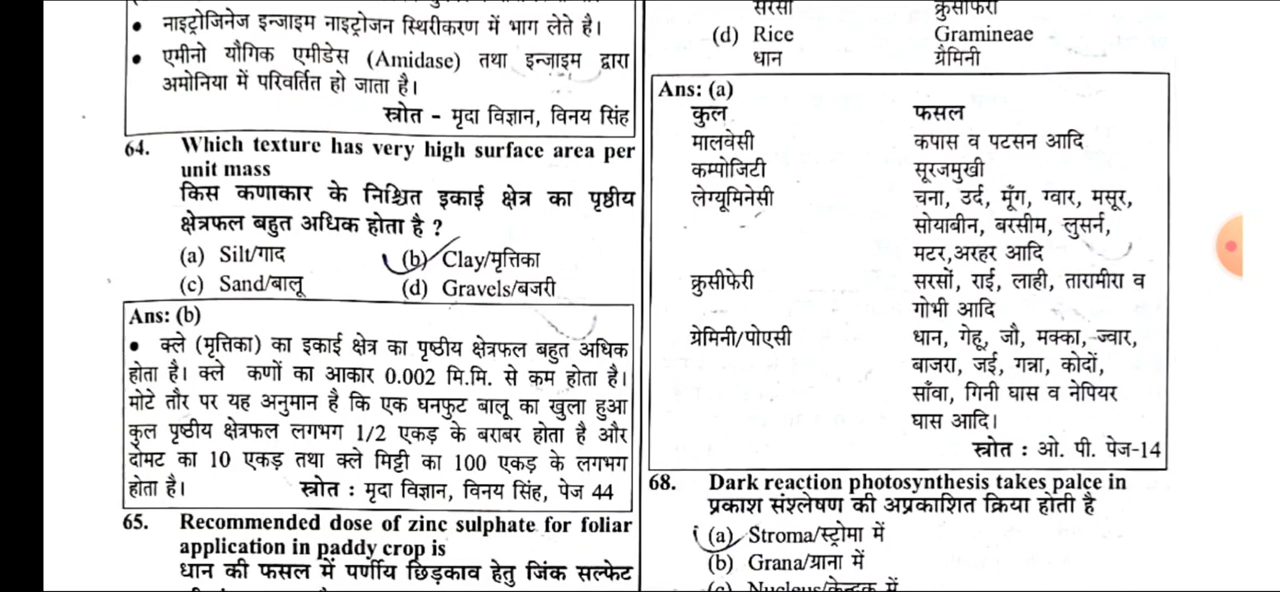 नाइट्रोजिनेज इन्जाइम नाइट्रोजन स्थिरीकरण में भाग लेते है।
एमीनो यौगिक एमीडेस (Amidase) तथा इन्जाइम द्वारा
अमोनिया में परिवर्तित हो जाता है।
स्त्रोत - मृदा विज्ञान, विनय सिंह
64. Which texture has very high surface area per
unit mass
किस कणाकार के निश्चित इकाई क्षेत्र का पृष्ठीय
क्षेत्रफल बहुत अधिक होता है ?
(a) Silt/गाद (b) Clay/मृत्तिका
(c) Sand/बालू (d) Gravels/बजरी
Ans: (b)
• क्ले (मृत्तिका) का इकाई क्षेत्र का पृष्ठीय क्षेत्रफल बहुत अधिक
होता है। क्ले कणों का आकार 0.002 मि.मि. से कम होता है।
मोटे तौर पर यह अनुमान है कि एक घनफुट बालू का खुला हुआ
कुल पृष्ठीय क्षेत्रफल लगभग 1/2 एकड़ के बराबर होता है और
दोमट का 10 एकड़ तथा क्ले मिट्टी का 100 एकड़ के लगभग
होता है। स्त्रोत : मृदा विज्ञान, विनय सिंह, पेज 44
65. Recommended dose of zinc sulphate for foliar
application in paddy crop is
धान की फसल में पर्णीय छिड़काव हेतु जिंक सल्फेट
सरसों क्रुसीफेरी
(d) Rice Gramineae
धान ग्रैमिनी
Ans: (a)
कुल फसल
मालवेसी कपास व पटसन आदि
कम्पोजिटी सूरजमुखी
लेग्यूमिनेसी चना, उर्द, मूँग, ग्वार, मसूर,
सोयाबीन, बरसीम, लुसर्न,
मटर,अरहर आदि
क्रुसीफेरी सरसों, राई, लाही, तारामीरा व
गोभी आदि
ग्रेमिनी/पोएसी धान, गेहू, जौ, मक्का, ज्वार,
बाजरा, जई, गन्ना, कोदों,
साँवा, गिनी घास व नेपियर
घास आदि।
स्त्रोत : ओ. पी. पेज-14
68. Dark reaction photosynthesis takes palce in
प्रकाश संश्लेषण की अप्रकाशित क्रिया होती है
(a) Stroma/स्ट्रोमा में
(b) Grana/ग्राना में
(c) Nucleus/केन्द्रक में